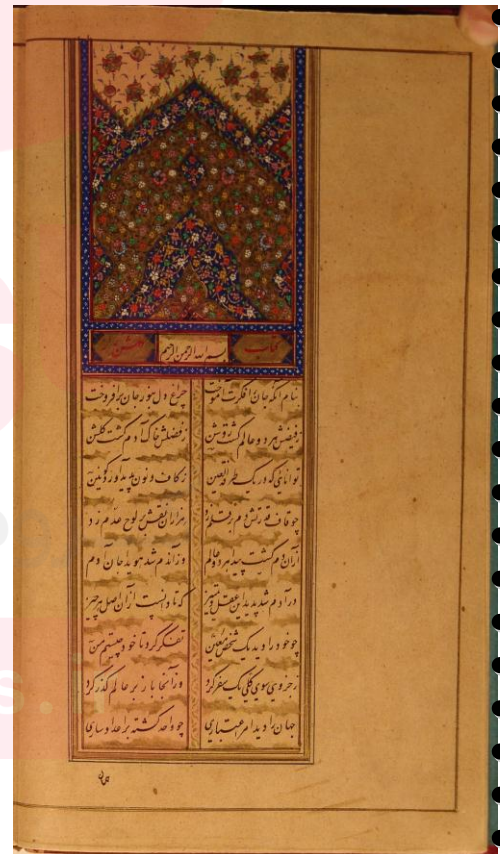 کتاب گلشن راز
بسم الله الرحمن الرحیم
بنام آنکه جان را فکرت آموخت چراغ دل بنور جان برافروخت
ز فضلش هر دو عالم گشت روشن ز فیضش خاک آدم گشت گلشن
توانائی که در یک طرفة العین ز کاف و نون پدید آورد کونین
چو قاف قدرتش دم بر قلم زد هزاران نقش بر لوح عدم زد
از آن دم گشت پیدا هر دو عالم وز آن دم شد هویدا جان آدم
در آدم شد پدید این عقل و تمییز که تا دانست از آن اصل هر چیز
چو خود را دید یک شخص معین تفکر کرد تا خود چیستم من
ز جزوی سوی کلی یک سفر کرد وز آنجا باز بر عالم گذر کرد
جهان را دید امر اعتباری چو واحد گشته بر اعداد ساری